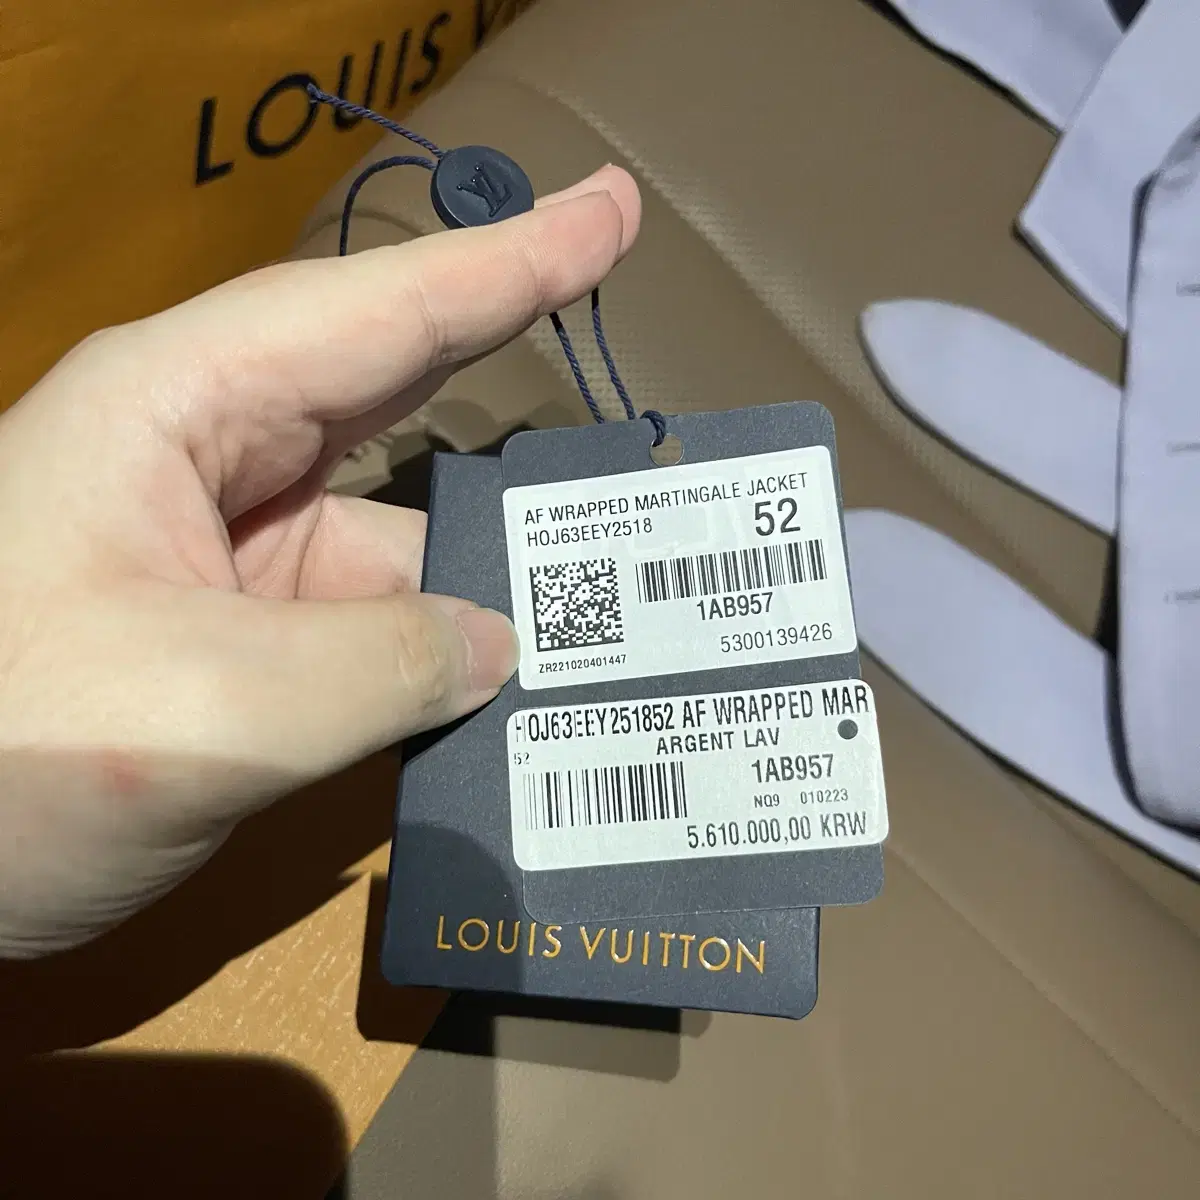 LOUIS V
LV
AF WRAPPED MARTINGALE JACKET
HOJ63EEY2518
52
1AB957
5300139426
ZR221020401447
HOJ63EEY251852 AF WRAPPED MAR
52
ARGENT LAV
1AB957
NQ9 010223
5.610.000,00 KRW
LOUIS VUITTON